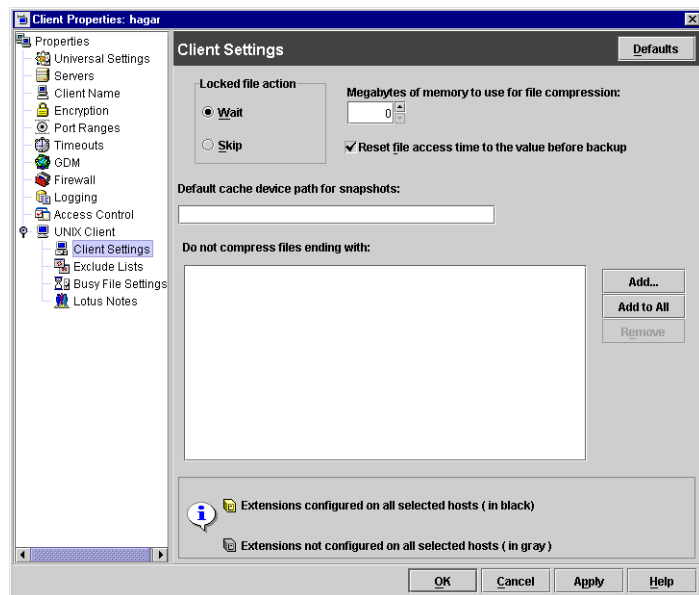 Client Properties: hagar
Properties
Universal Settings
Servers
Client Name
Encryption
Port Ranges
Timeouts
GDM
Firewall
Logging
Access Control
UNIX Client
Client Settings
Exclude Lists
Busy File Settings
Lotus Notes
Client Settings
Defaults
Locked file action
Wait
Skip
Megabytes of memory to use for file compression:
0
Reset file access time to the value before backup
Default cache device path for snapshots:
Do not compress files ending with:
Add...
Add to All
Remove
Extensions configured on all selected hosts ( in black)
Extensions not configured on all selected hosts ( in gray )
OK
Cancel
Apply
Help